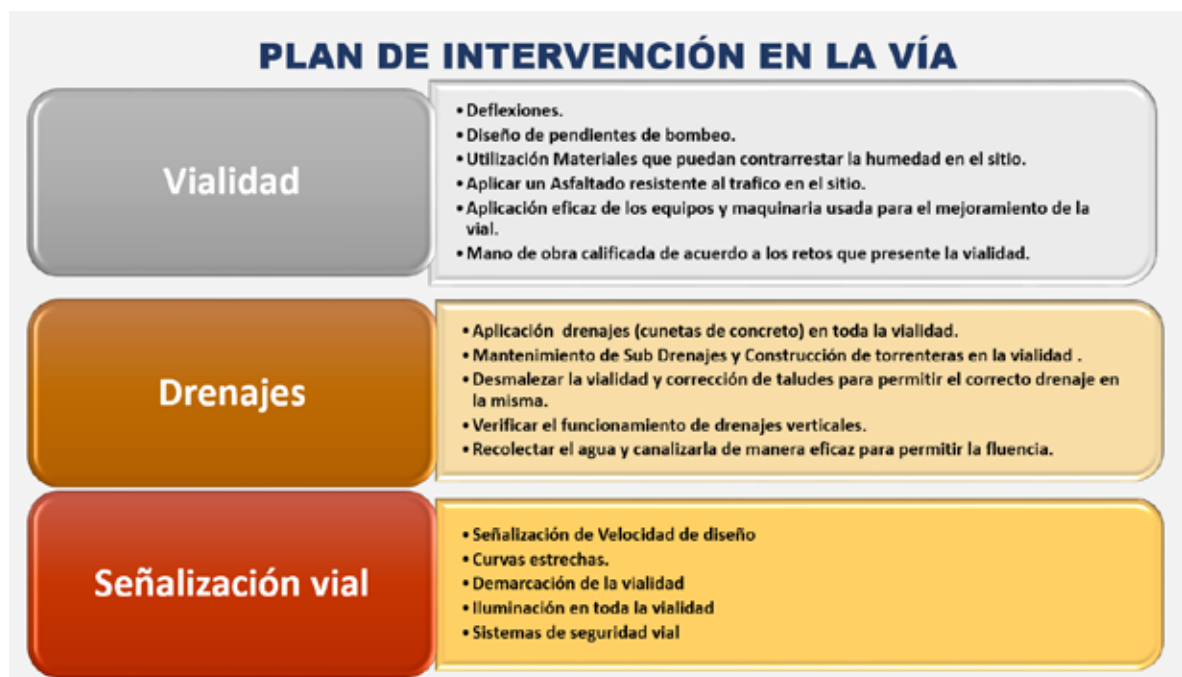 PLAN DE INTERVENCIÓN EN LA VÍA
Vialidad
• Deflexiones.
• Diseño de pendientes de bombeo.
• Utilización Materiales que puedan contrarrestar la humedad en el sitio.
• Aplicar un Asfaltado resistente al trafico en el sitio.
• Aplicación eficaz de los equipos y maquinaria usada para el mejoramiento de la
vial.
• Mano de obra calificada de acuerdo a los retos que presente la vialidad.
Drenajes
• Aplicación drenajes (cunetas de concreto) en toda la vialidad.
• Mantenimiento de Sub Drenajes y Construcción de torrenteras en la vialidad .
• Desmalezar la vialidad y corrección de taludes para permitir el correcto drenaje en
la misma.
• Verificar el funcionamiento de drenajes verticales.
• Recolectar el agua y canalizarla de manera eficaz para permitir la fluencia.
Señalización vial
• Señalización de Velocidad de diseño
• Curvas estrechas.
• Demarcación de la vialidad
• Iluminación en toda la vialidad
• Sistemas de seguridad vial